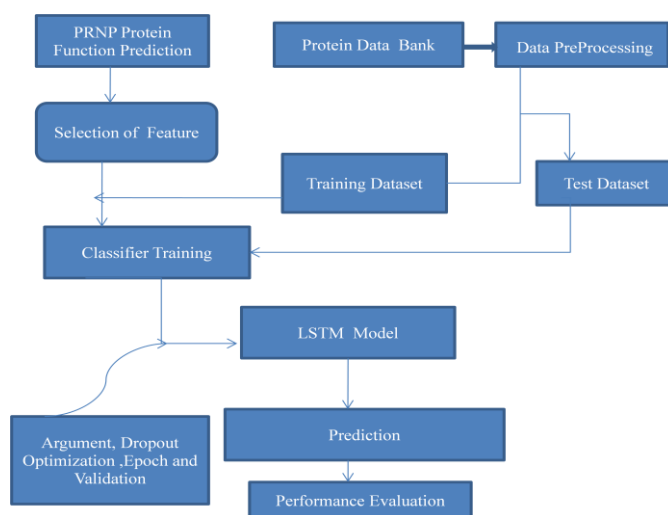 PRNP Protein
Function Prediction
Protein Data Bank
Data PreProcessing
Selection of Feature
Training Dataset
Test Dataset
Classifier Training
LSTM Model
Argument, Dropout
Optimization ,Epoch and
Validation
Prediction
Performance Evaluation